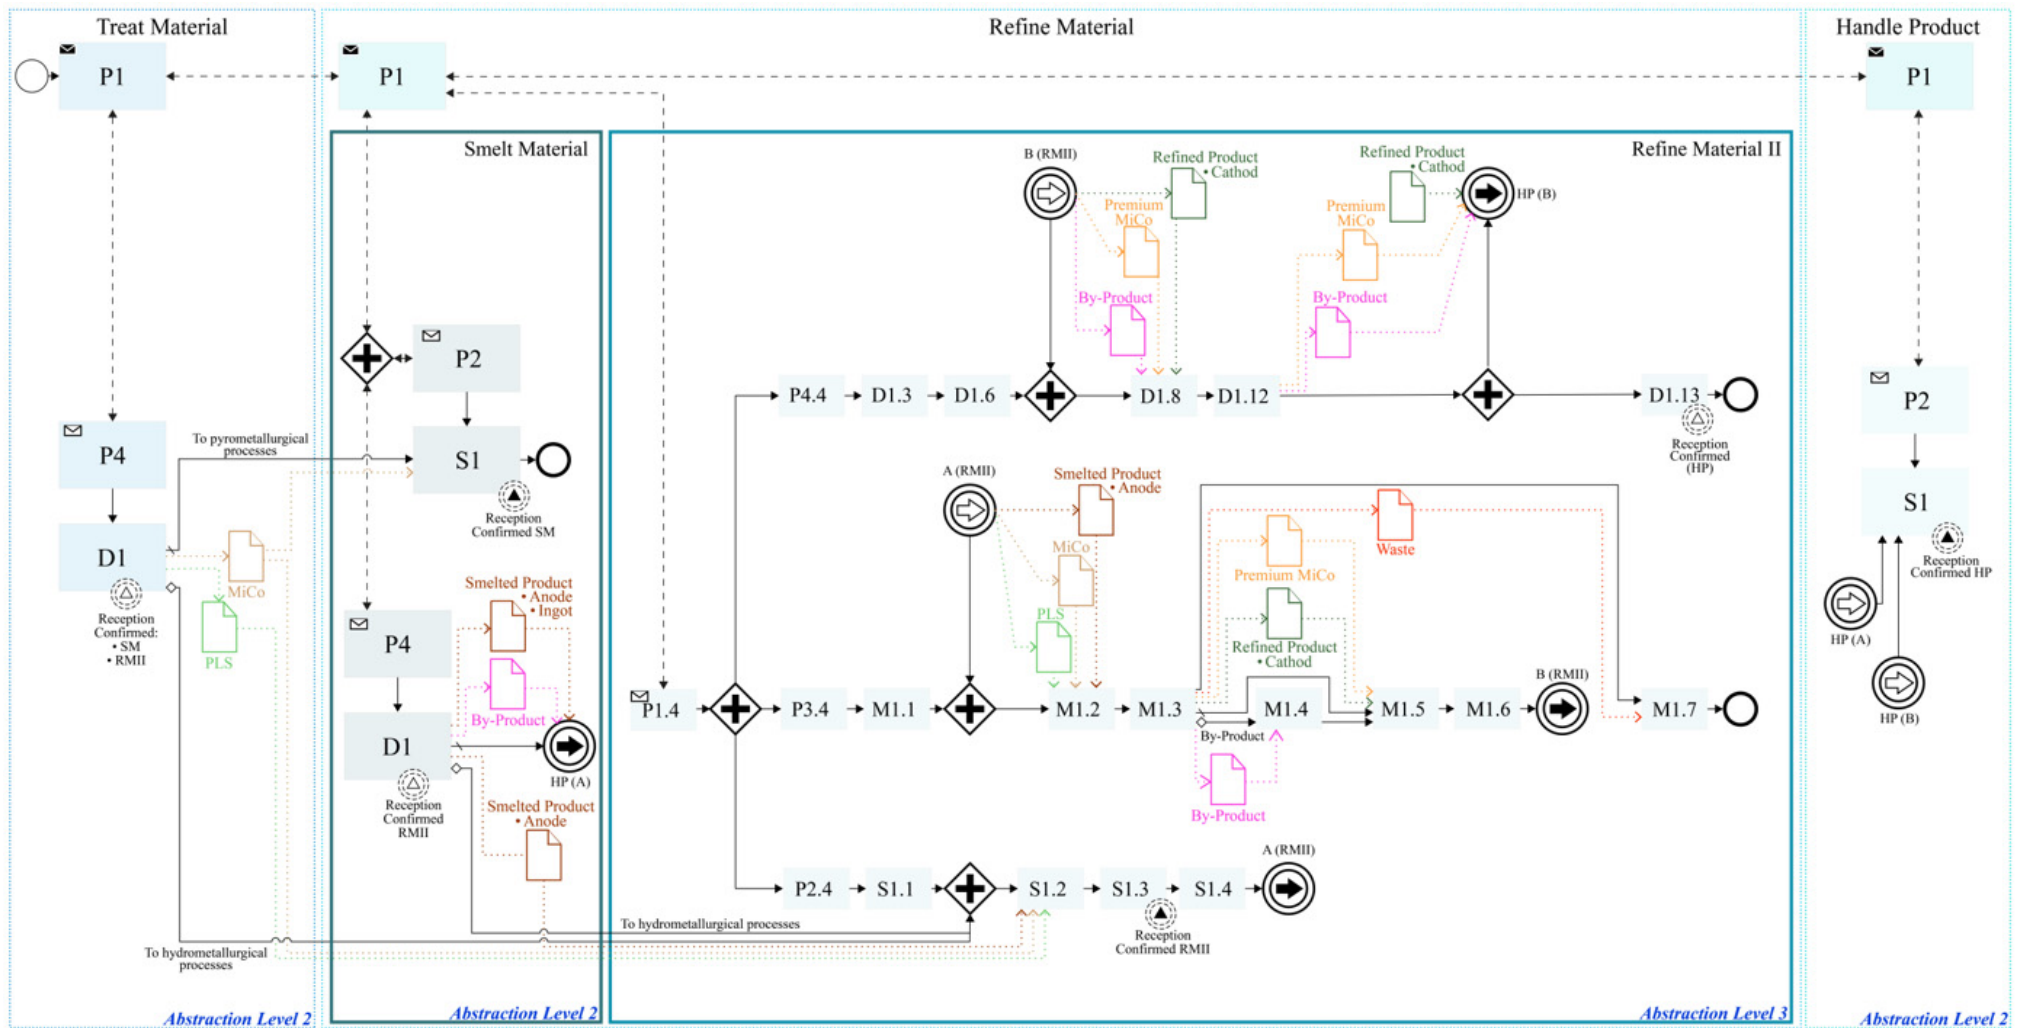 Treat Material
P1
P4
D1
Reception
Confirmed:
• SM
• RMII
To pyrometallurgical
processes
MiCo
PLS
To hydrometallurgical
processes
Abstraction Level 2
Refine Material
P1
Smelt Material
P2
S1
Reception
Confirmed SM
P4
D1
Reception
Confirmed
RMII
Smelted Product
• Anode
• Ingot
By-Product
HP (A)
Smelted Product
• Anode
Abstraction Level 2
Refine Material II
B (RMII)
Refined Product
• Cathod
Premium
MiCo
By-Product
Refined Product
• Cathod
HP (B)
Premium
MiCo
By-Product
P4.4
D1.3
D1.6
D1.8
D1.12
D1.13
Reception
Confirmed
(HP)
A (RMII)
Smelted Product
• Anode
MiCo
PLS
Waste
Premium MiCo
Refined Product
• Cathod
P1.4
P3.4
M1.1
M1.2
M1.3
M1.4
M1.5
M1.6
B (RMII)
M1.7
By-Product
By-Product
P2.4
S1.1
S1.2
S1.3
S1.4
A (RMII)
Reception
Confirmed RMII
To hydrometallurgical processes
Abstraction Level 3
Handle Product
P1
P2
S1
Reception
Confirmed HP
HP (A)
HP (B)
Abstraction Level 2